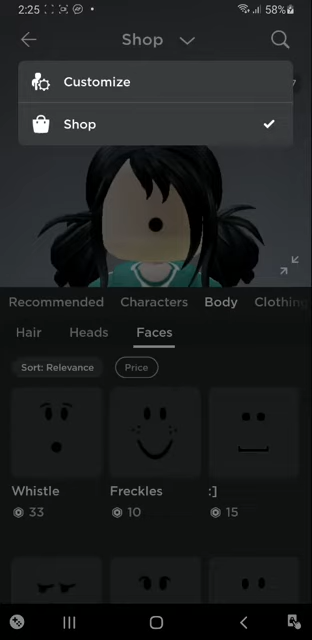 2:25
58%
Shop
Customize
Shop
Recommended Characters Body Clothing
Hair Heads Faces
Sort: Relevance Price
Whistle Freckles :]
33 10 15